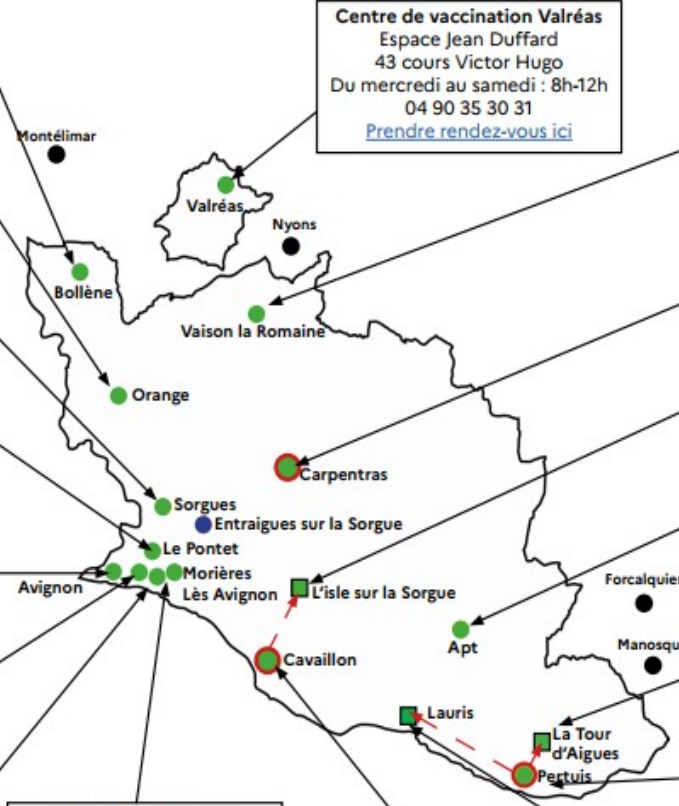 Centre de vaccination Valréas
Espace Jean Duffard
43 cours Victor Hugo
Du mercredi au samedi : 8h-12h
04 90 35 30 31
Prendre rendez-vous ici
Montélimar
Valréas
Nyons
Bollène
Vaison la Romaine
Orange
Carpentras
Sorgues
Entraigues sur la Sorgue
Le Pontet
Avignon
Morières
Lès Avignon
L'isle sur la Sorgue
Forcalquier
Apt
Manosqu
Cavaillon
Lauris
La Tour
d'Aigues
Pertuis